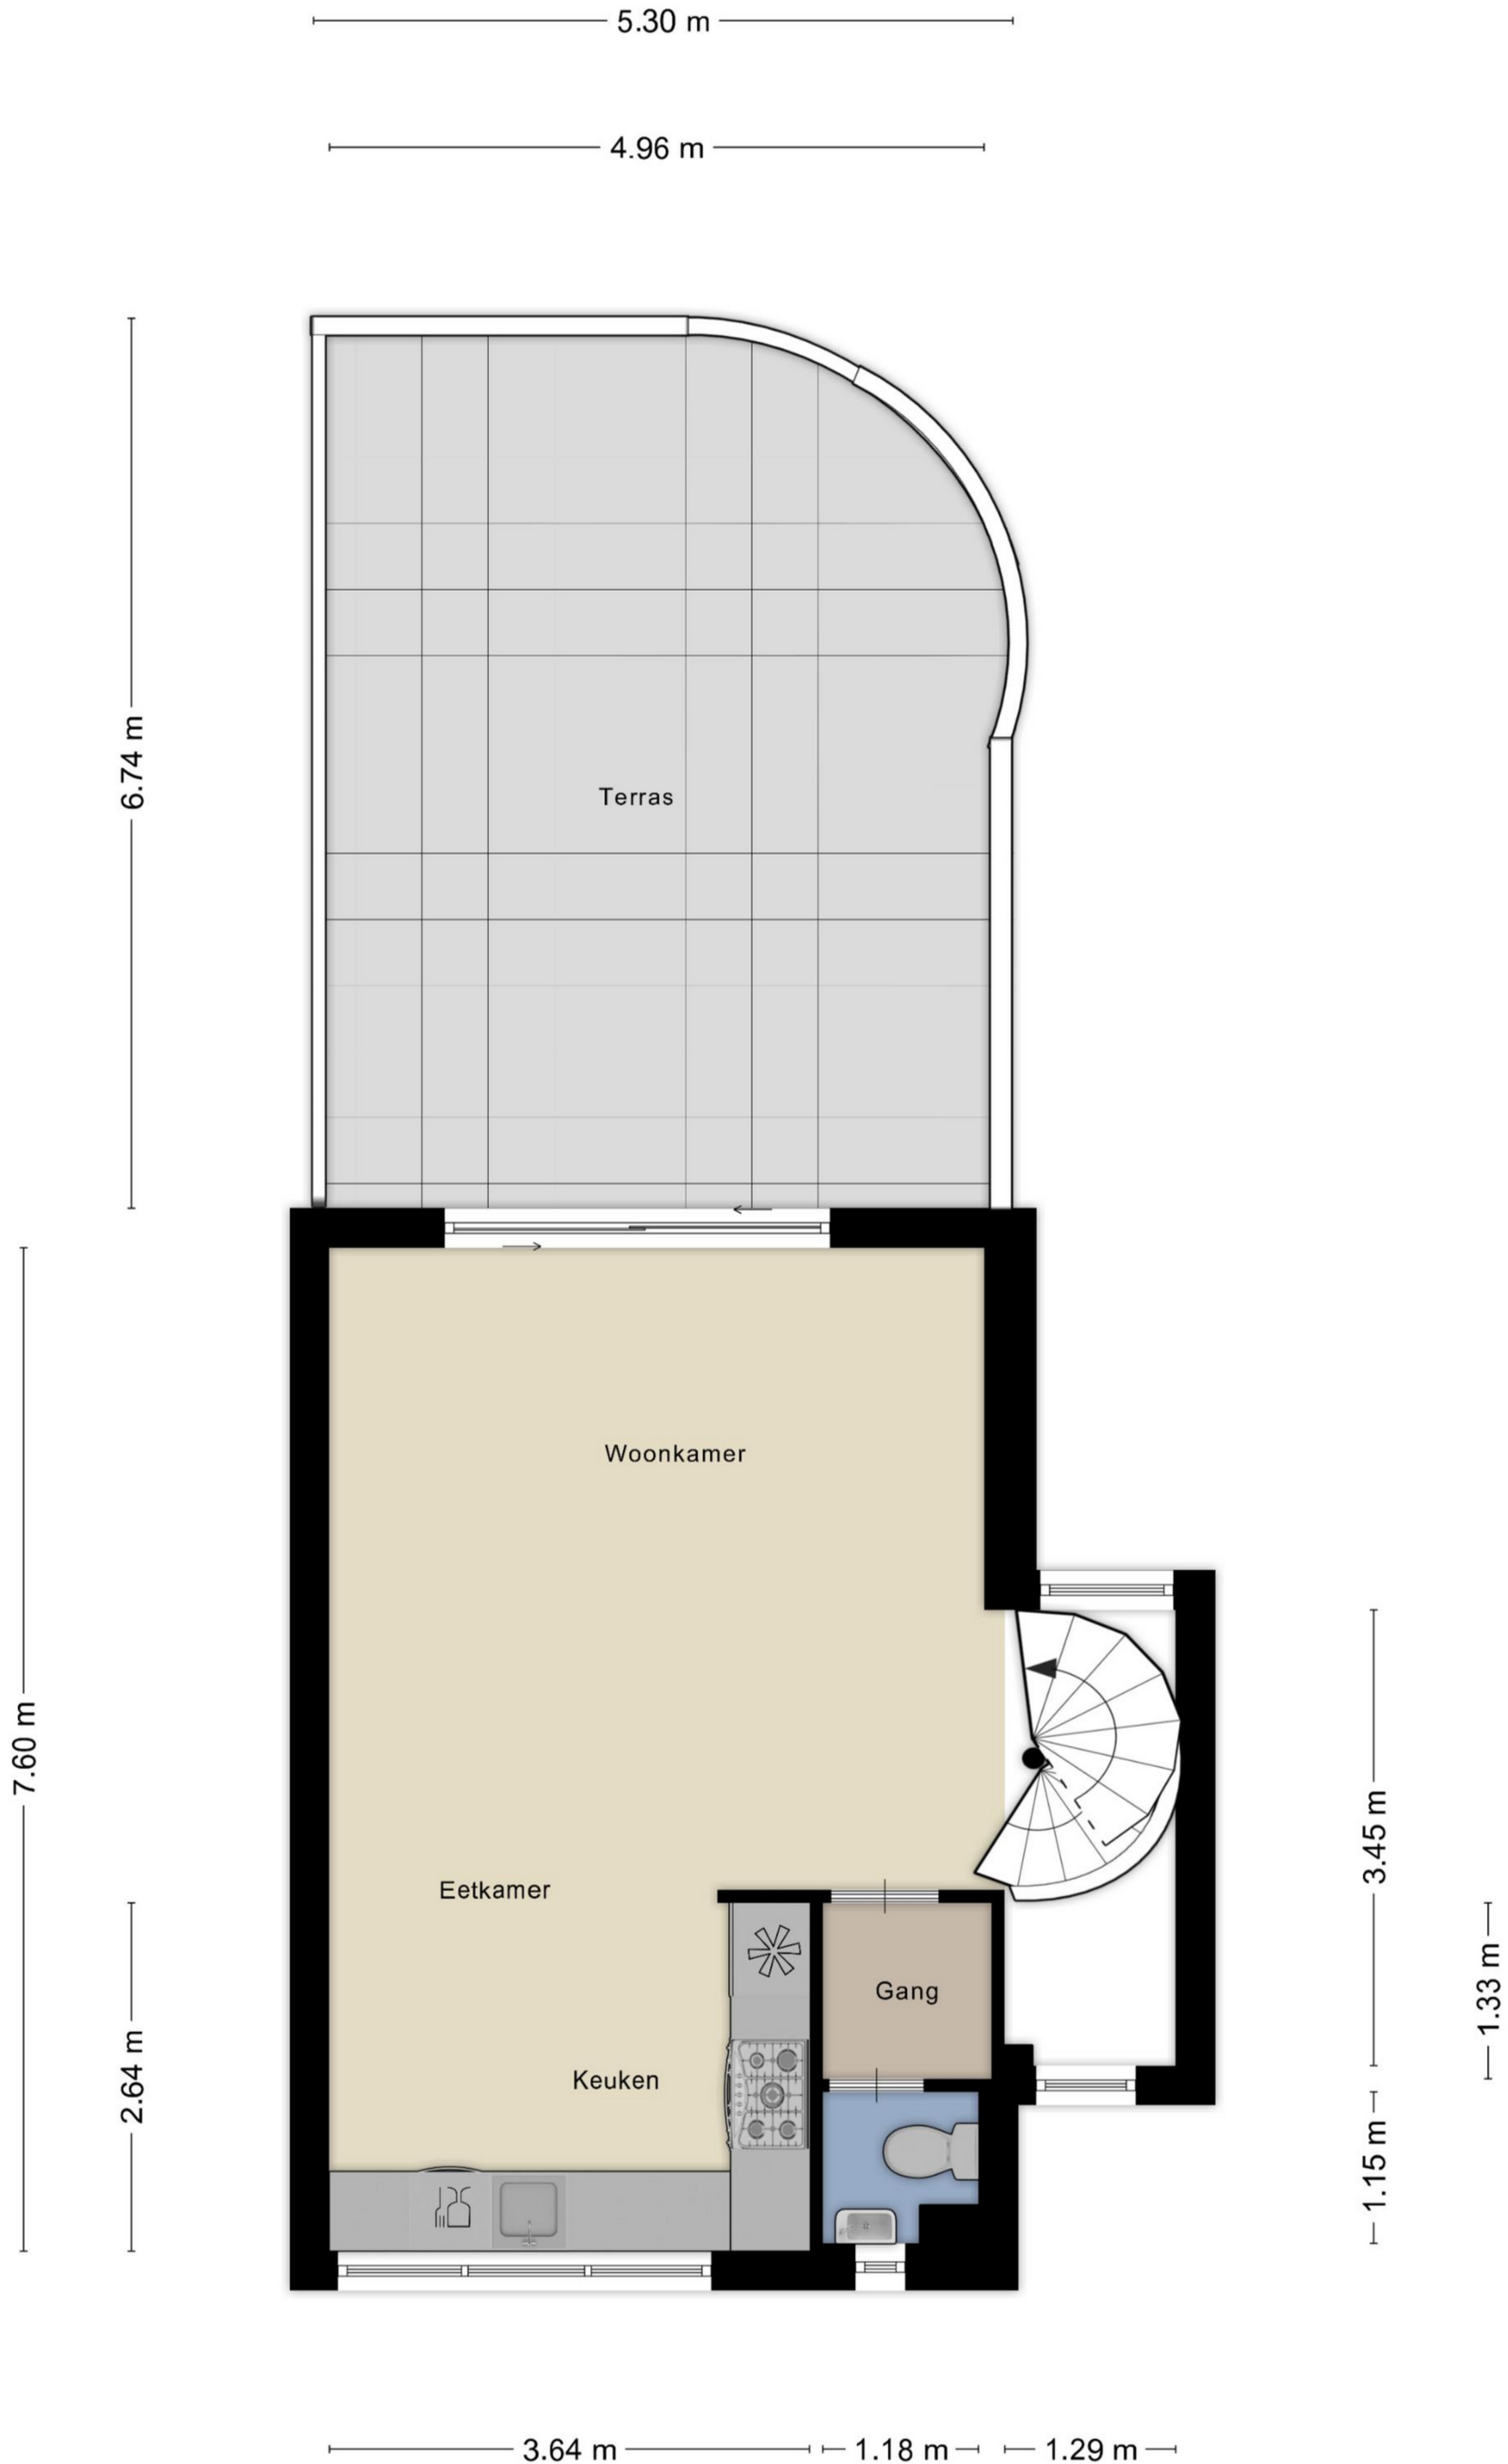 5.30 m
4.96 m
6.74 m
Terras
Woonkamer
7.60 m
3.45 m
Eetkamer
1.33 m
Gang
2.64 m
Keuken
1.15 m
3.64 m
1.18 m
1.29 m